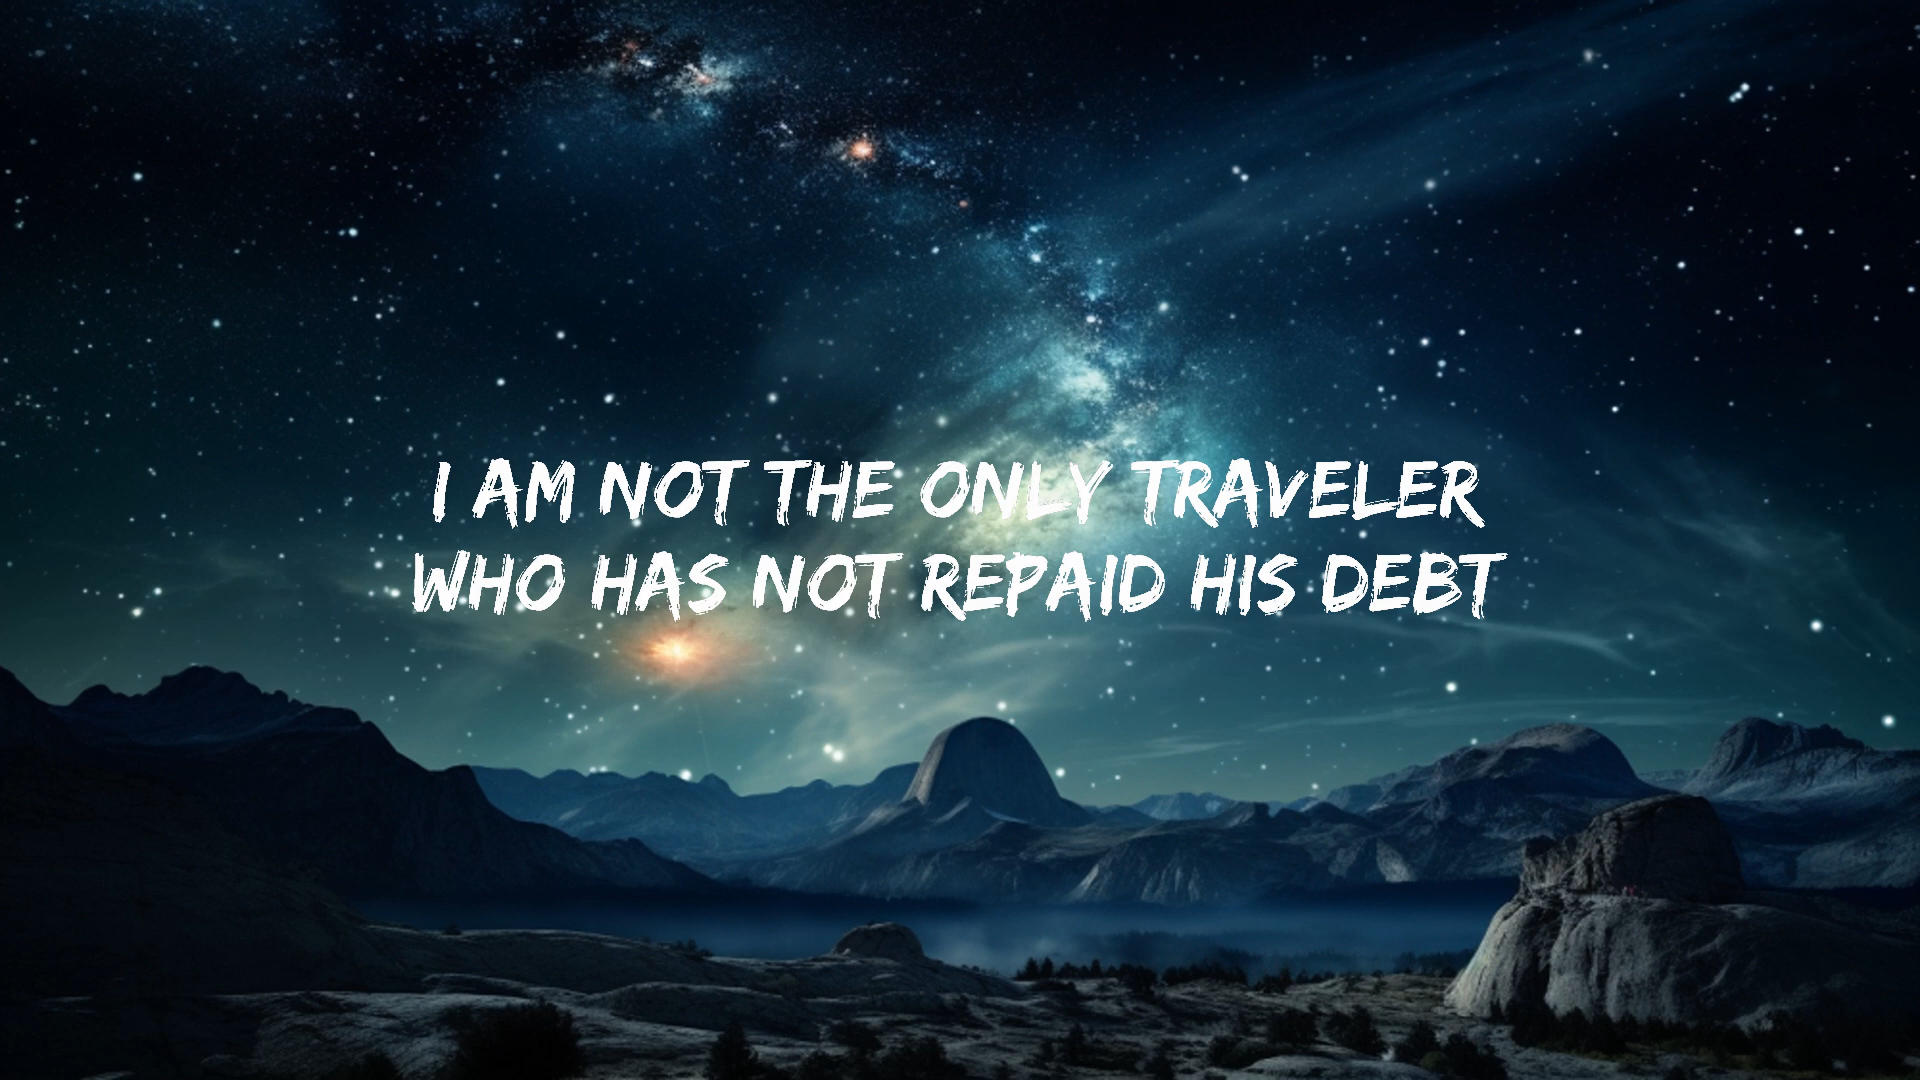 I AM NOT THE ONLY TRAVELER
WHO HAS NOT REPAID HIS DEBT